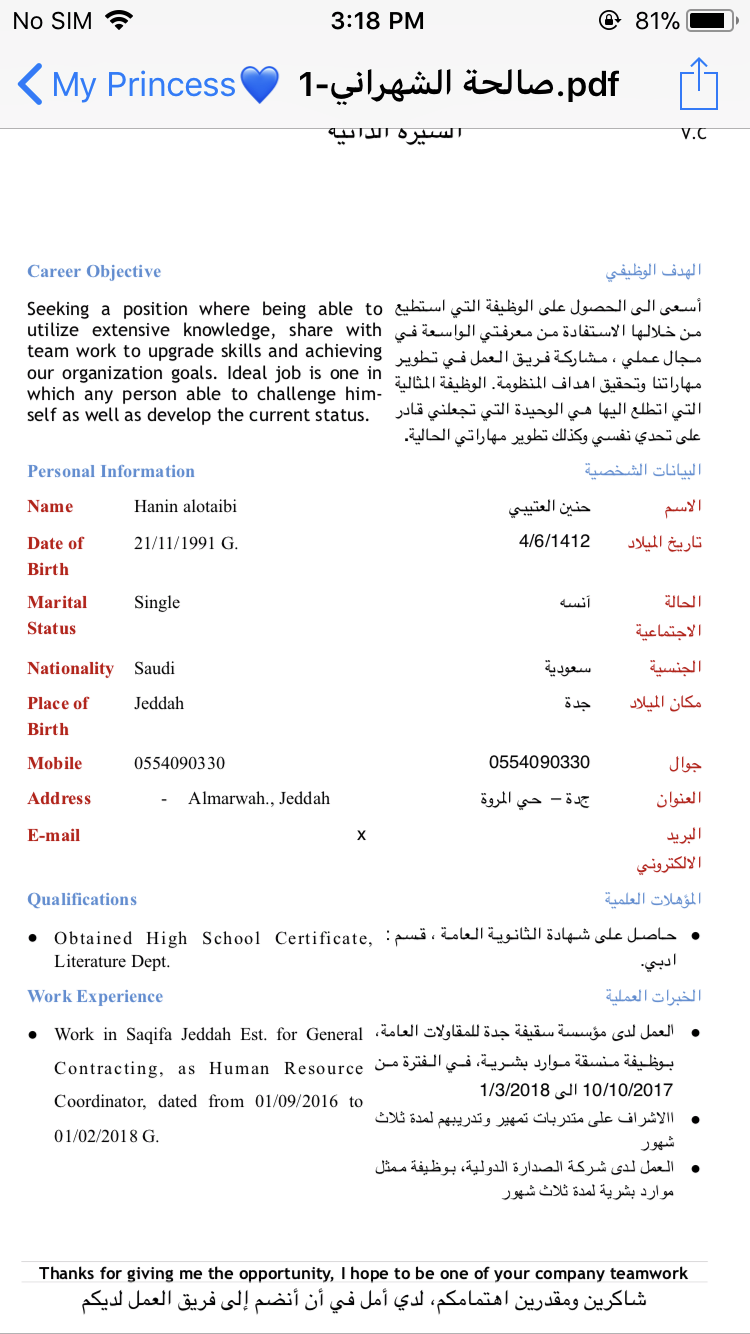 No SIM 3:18 PM 81%
My Princess💙 1-صالحة الشهراني.pdf
السيرة الذاتية
V.C
Career Objective
الهدف الوظيفي
Seeking a position where being able to
utilize extensive knowledge, share with
team work to upgrade skills and achieving
our organization goals. Ideal job is one in
which any person able to challenge him-
self as well as develop the current status.
أسعى الى الحصول على الوظيفة التي استطيع
من خلالها الاستفادة من معرفتي الواسعة في
مجال عملي ، مشاركة فريق العمل في تطوير
مهاراتنا وتحقيق اهداف المنظومة. الوظيفة المثالية
التي اتطلع اليها هي الوحيدة التي تجعلني قادر
على تحدي نفسي وكذلك تطوير مهاراتي الحالية.
Personal Information
البيانات الشخصية
Name Hanin alotaibi
الاسم حنين العتيبي
Date of 21/11/1991 G.
Birth
تاريخ الميلاد 4/6/1412
Marital Single
Status
الحالة آنسه
الاجتماعية
Nationality Saudi
الجنسية سعودية
Place of Jeddah
Birth
مكان الميلاد جدة
Mobile 0554090330
جوال 0554090330
Address - Almarwah., Jeddah
العنوان جدة – حي المروة
E-mail x
البريد
الالكتروني
Qualifications
المؤهلات العلمية
● Obtained High School Certificate,
Literature Dept.
● حاصل على شهادة الثانوية العامة ، قسم :
ادبي.
Work Experience
الخبرات العملية
● Work in Saqifa Jeddah Est. for General
Contracting, as Human Resource
Coordinator, dated from 01/09/2016 to
01/02/2018 G.
● العمل لدى مؤسسة سقيفة جدة للمقاولات العامة،
بوظيفة منسقة موارد بشرية، في الفترة من
10/10/2017 الى 1/3/2018
● االاشراف على متدربات تمهير وتدريبهم لمدة ثلاث
شهور
● العمل لدى شركة الصدارة الدولية، بوظيفة ممثل
موارد بشرية لمدة ثلاث شهور
Thanks for giving me the opportunity, I hope to be one of your company teamwork
شاكرين ومقدرين اهتمامكم، لدي أمل في أن أنضم إلى فريق العمل لديكم